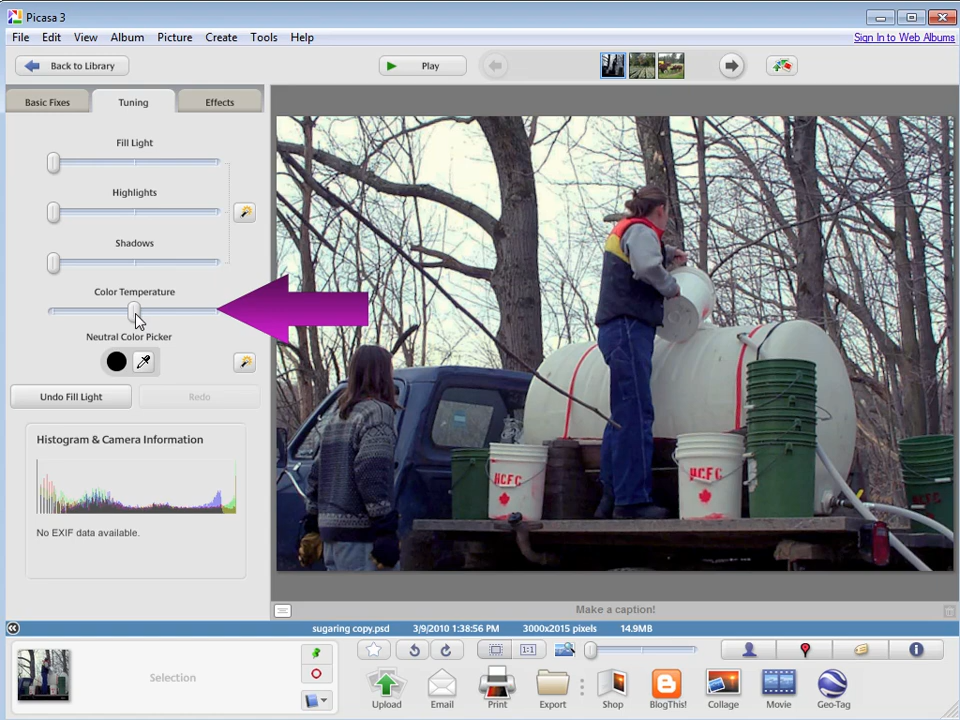 Picasa 3
File Edit View Album Picture Create Tools Help
Sign In to Web Albums
Back to Library
Play
Basic Fixes
Tuning
Effects
Fill Light
Highlights
Shadows
Color Temperature
Neutral Color Picker
Undo Fill Light
Redo
Histogram & Camera Information
No EXIF data available.
HCFC
HCFC
Make a caption!
sugaring copy.psd 3/9/2010 1:38:56 PM 3000x2015 pixels 14.9MB
Selection
1:1
Upload
Email
Print
Export
Shop
BlogThis!
Collage
Movie
Geo-Tag